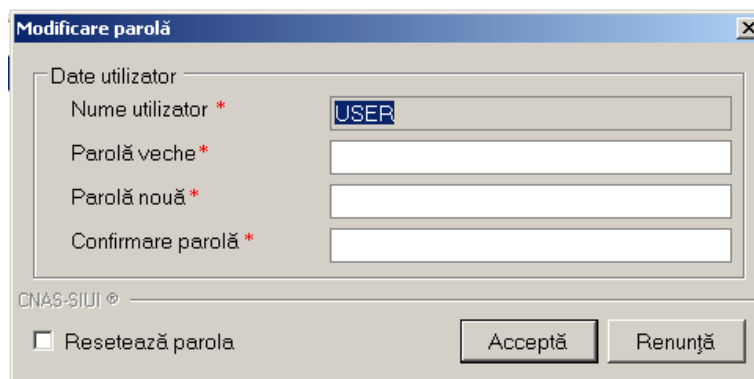 Modificare parolă
Date utilizator
Nume utilizator *
USER
Parolă veche *
Parolă nouă *
Confirmare parolă *
CNAS-SIUI ®
Resetează parola
Acceptă
Renunţă